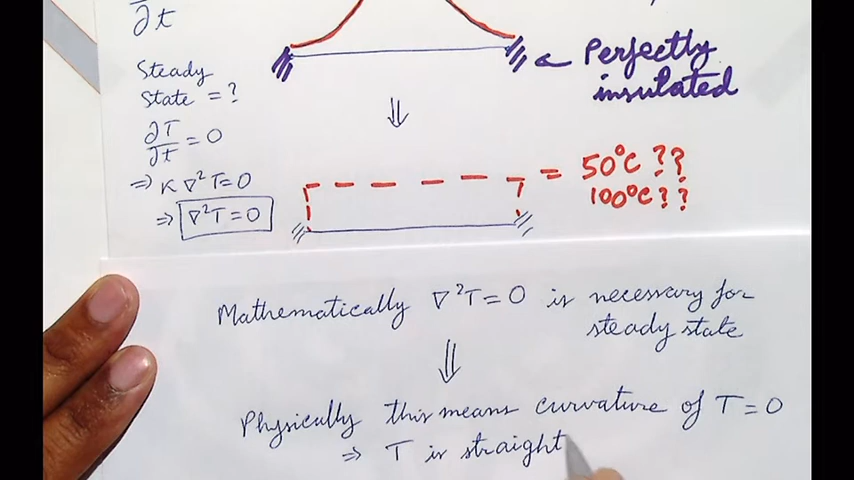 ∂t
Perfectly
insulated
Steady
State = ?
∂T/∂t = 0
⇒ K ∇²T = 0
⇒ ∇²T = 0
= 50°C ??
100°C ??
Mathematically ∇²T = 0 is necessary for
steady state
Physically this means curvature of T = 0
⇒ T is straight